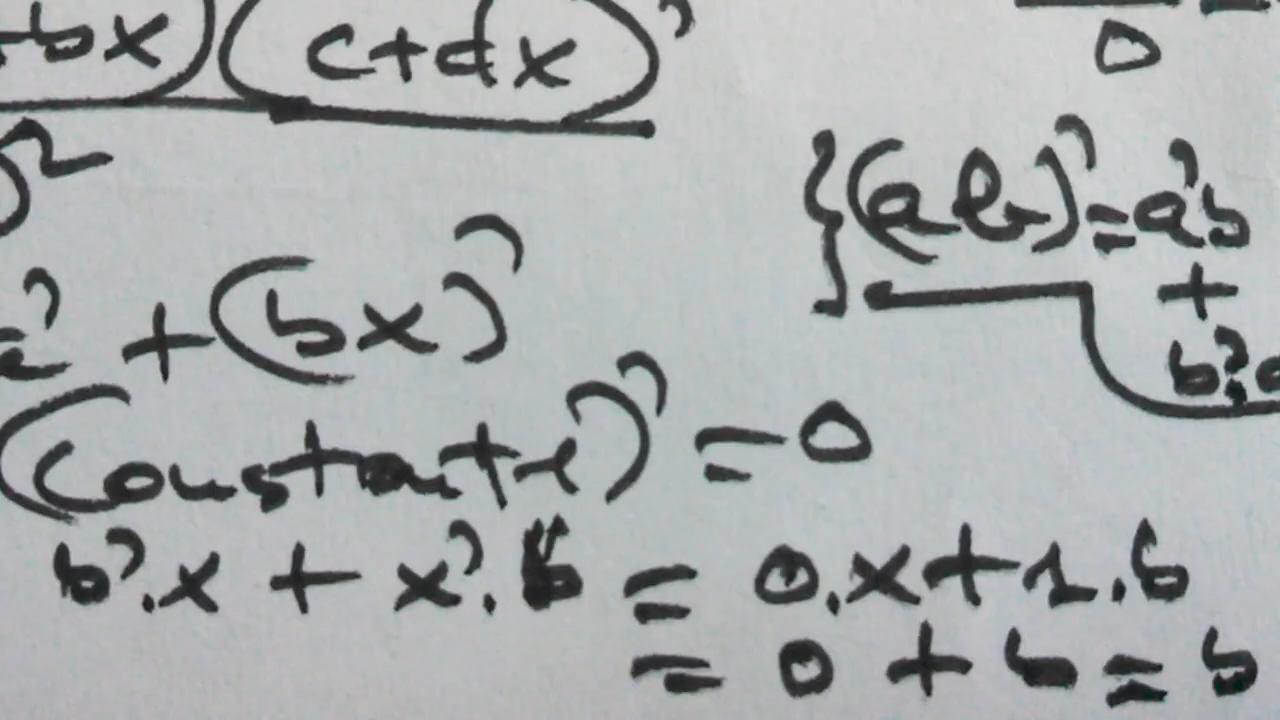 +bx)(c+dx)'
0
)²
{(ab)'=a'b
+
b'.a
a' + (bx)'
(constante)' = 0
b'.x + x'.b = 0.x+1.b
= 0 + b = b